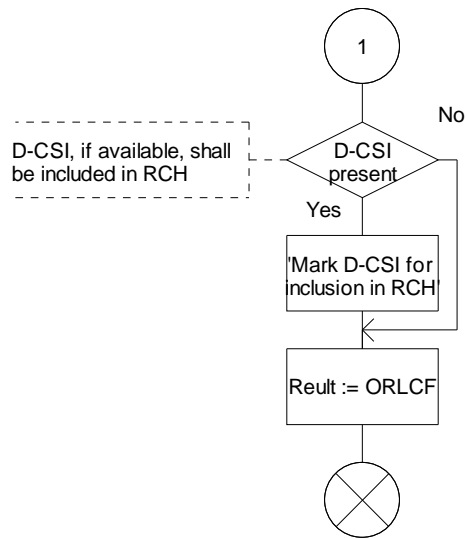 1
No
D-CSI, if available, shall
be included in RCH
D-CSI
present
Yes
'Mark D-CSI for
inclusion in RCH'
Reult := ORLCF